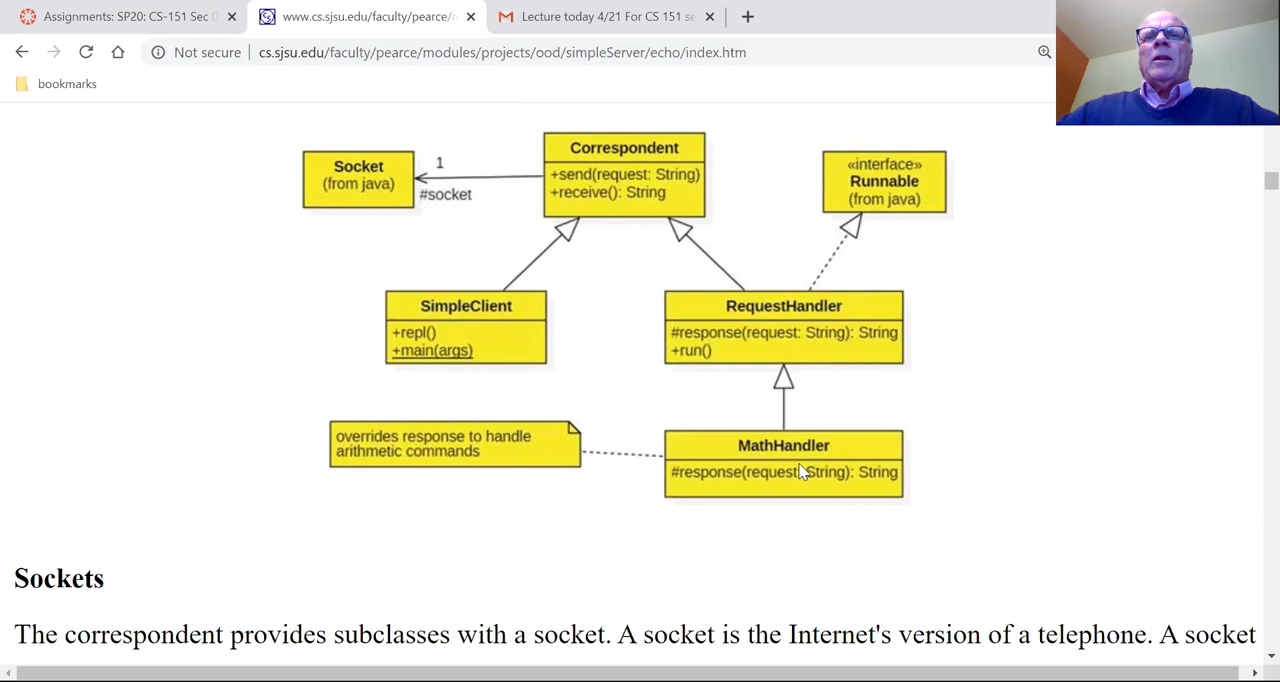 Assignments: SP20: CS-151 Sec
www.cs.sjsu.edu/faculty/pearce/
Lecture today 4/21 For CS 151 se
Not secure
cs.sjsu.edu/faculty/pearce/modules/projects/ood/simpleServer/echo/index.htm
bookmarks
Socket
(from java)
1
#socket
Correspondent
+send(request: String)
+receive(): String
«interface»
Runnable
(from java)
SimpleClient
+repl()
+main(args)
RequestHandler
#response(request: String): String
+run()
overrides response to handle
arithmetic commands
MathHandler
#response(request: String): String
Sockets
The correspondent provides subclasses with a socket. A socket is the Internet's version of a telephone. A socket